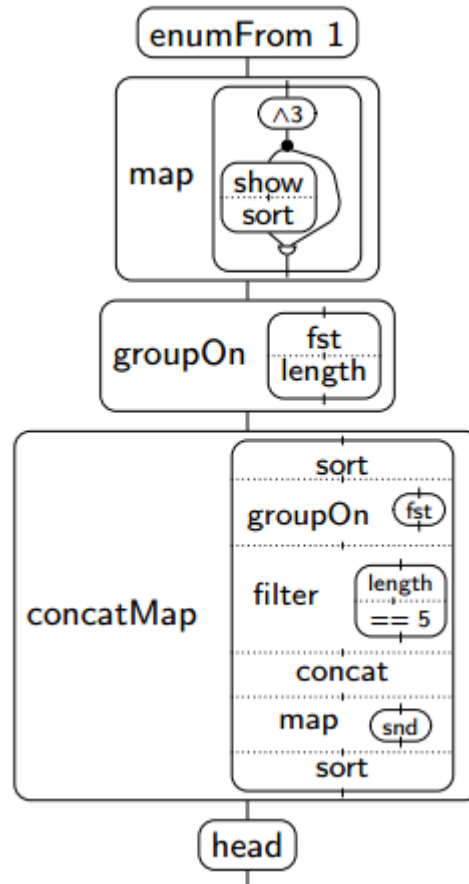 enumFrom 1
map
∧3
show
sort
groupOn
fst
length
concatMap
sort
groupOn
fst
filter
length
== 5
concat
map
snd
sort
head